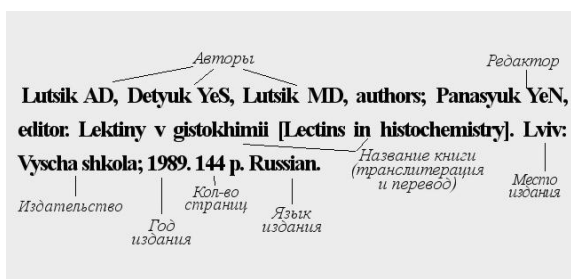 Авторы
Редактор
Lutsik AD, Detyuk YeS, Lutsik MD, authors; Panasyuk YeN,
editor. Lektiny v gistokhimii [Lectins in histochemistry]. Lviv:
Vyscha shkola; 1989. 144 p. Russian.
Издательство
Год
издания
Кол-во
страниц
Язык
издания
Название книги
(транслитерация
и перевод)
Место
издания